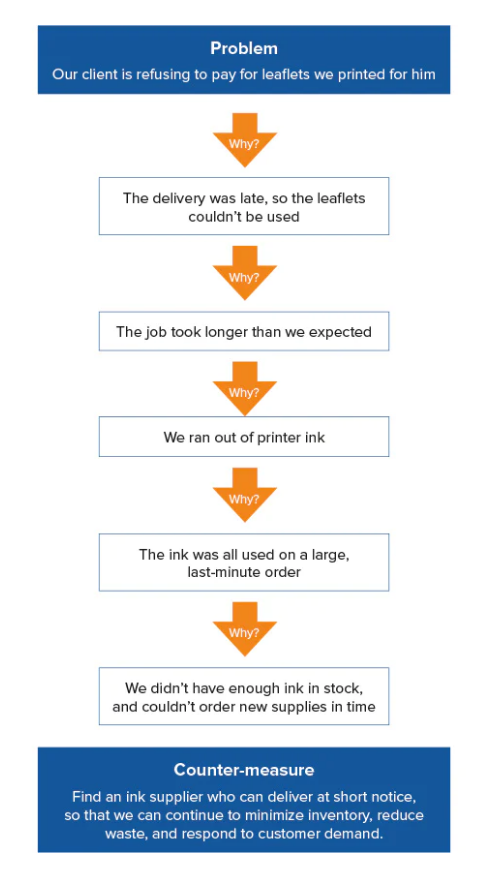 Problem
Our client is refusing to pay for leaflets we printed for him
Why?
The delivery was late, so the leaflets
couldn’t be used
Why?
The job took longer than we expected
Why?
We ran out of printer ink
Why?
The ink was all used on a large,
last-minute order
Why?
We didn’t have enough ink in stock,
and couldn’t order new supplies in time
Counter-measure
Find an ink supplier who can deliver at short notice,
so that we can continue to minimize inventory, reduce
waste, and respond to customer demand.